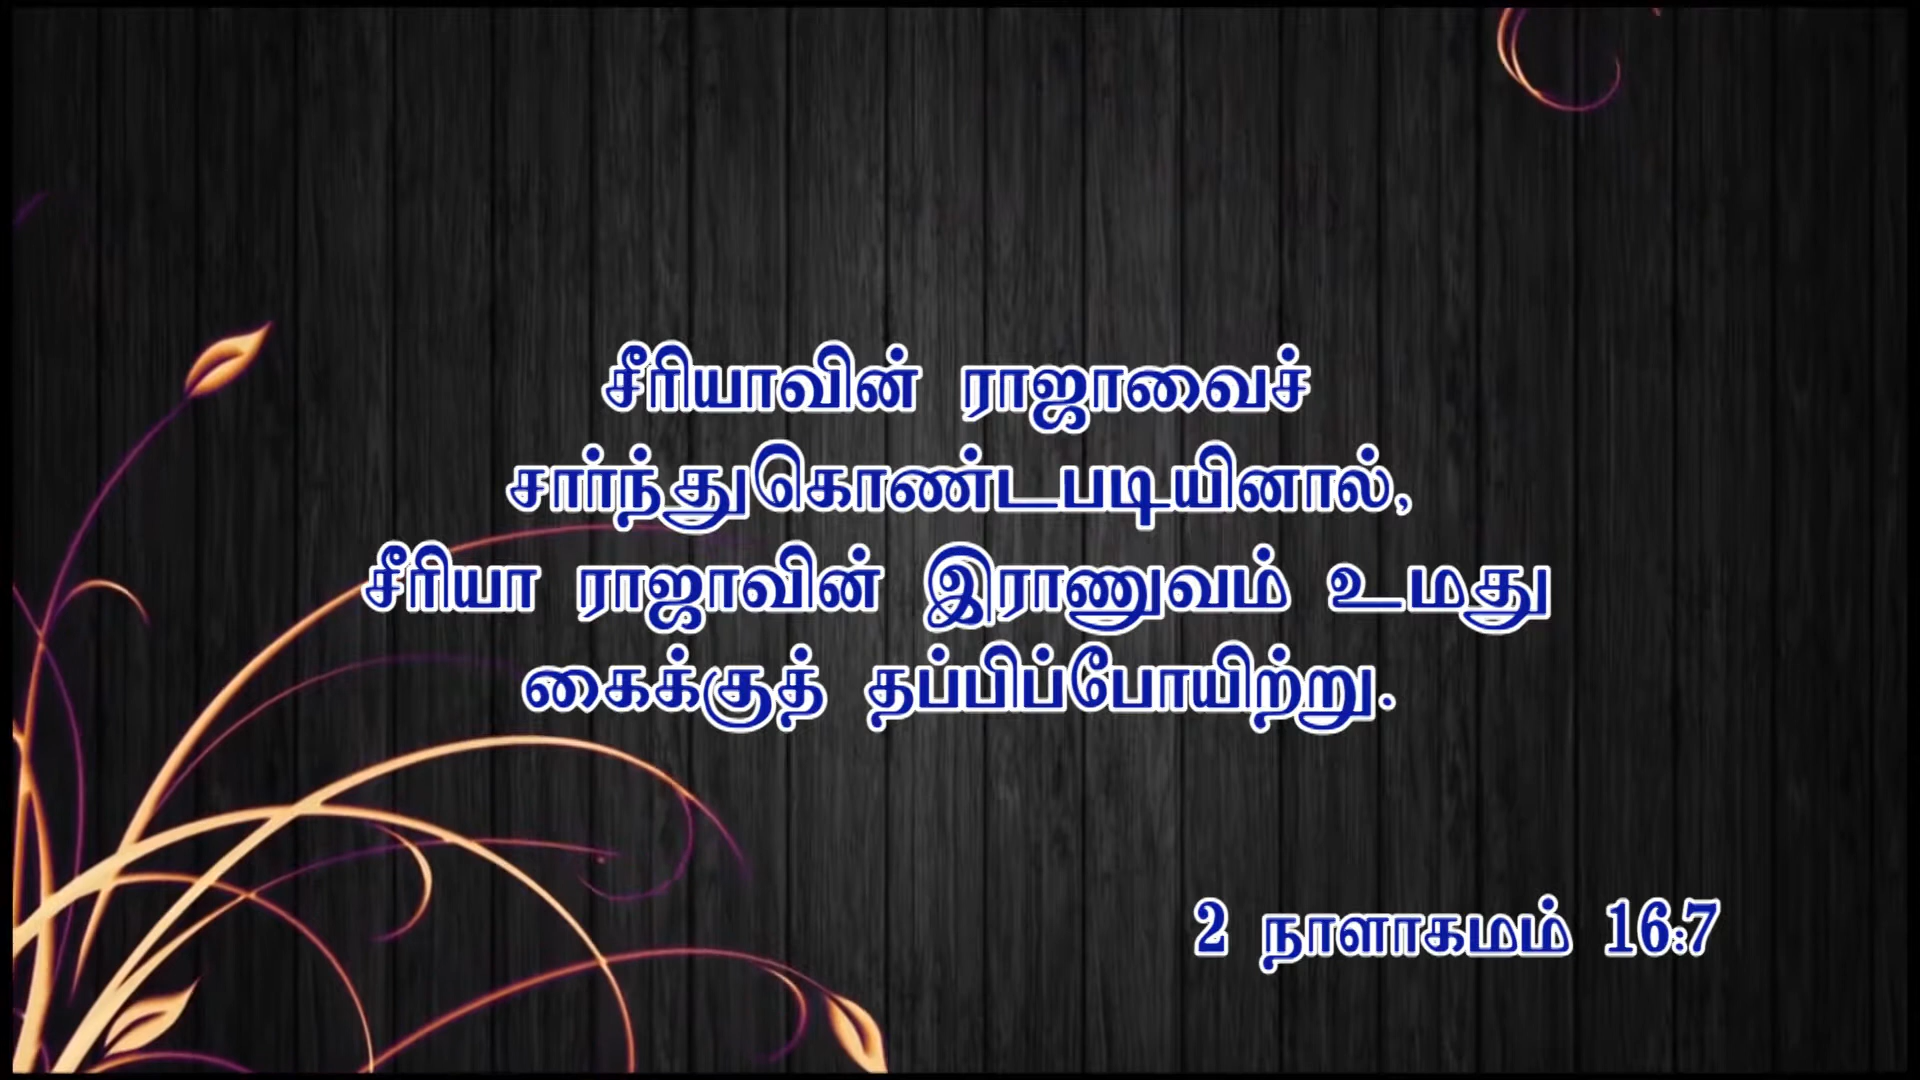 சீரியாவின் ராஜாவைச்
சார்ந்துகொண்டபடியினால்,
சீரியா ராஜாவின் இராணுவம் உமது
கைக்குத் தப்பிப்போயிற்று.
2 நாளாகமம் 16:7